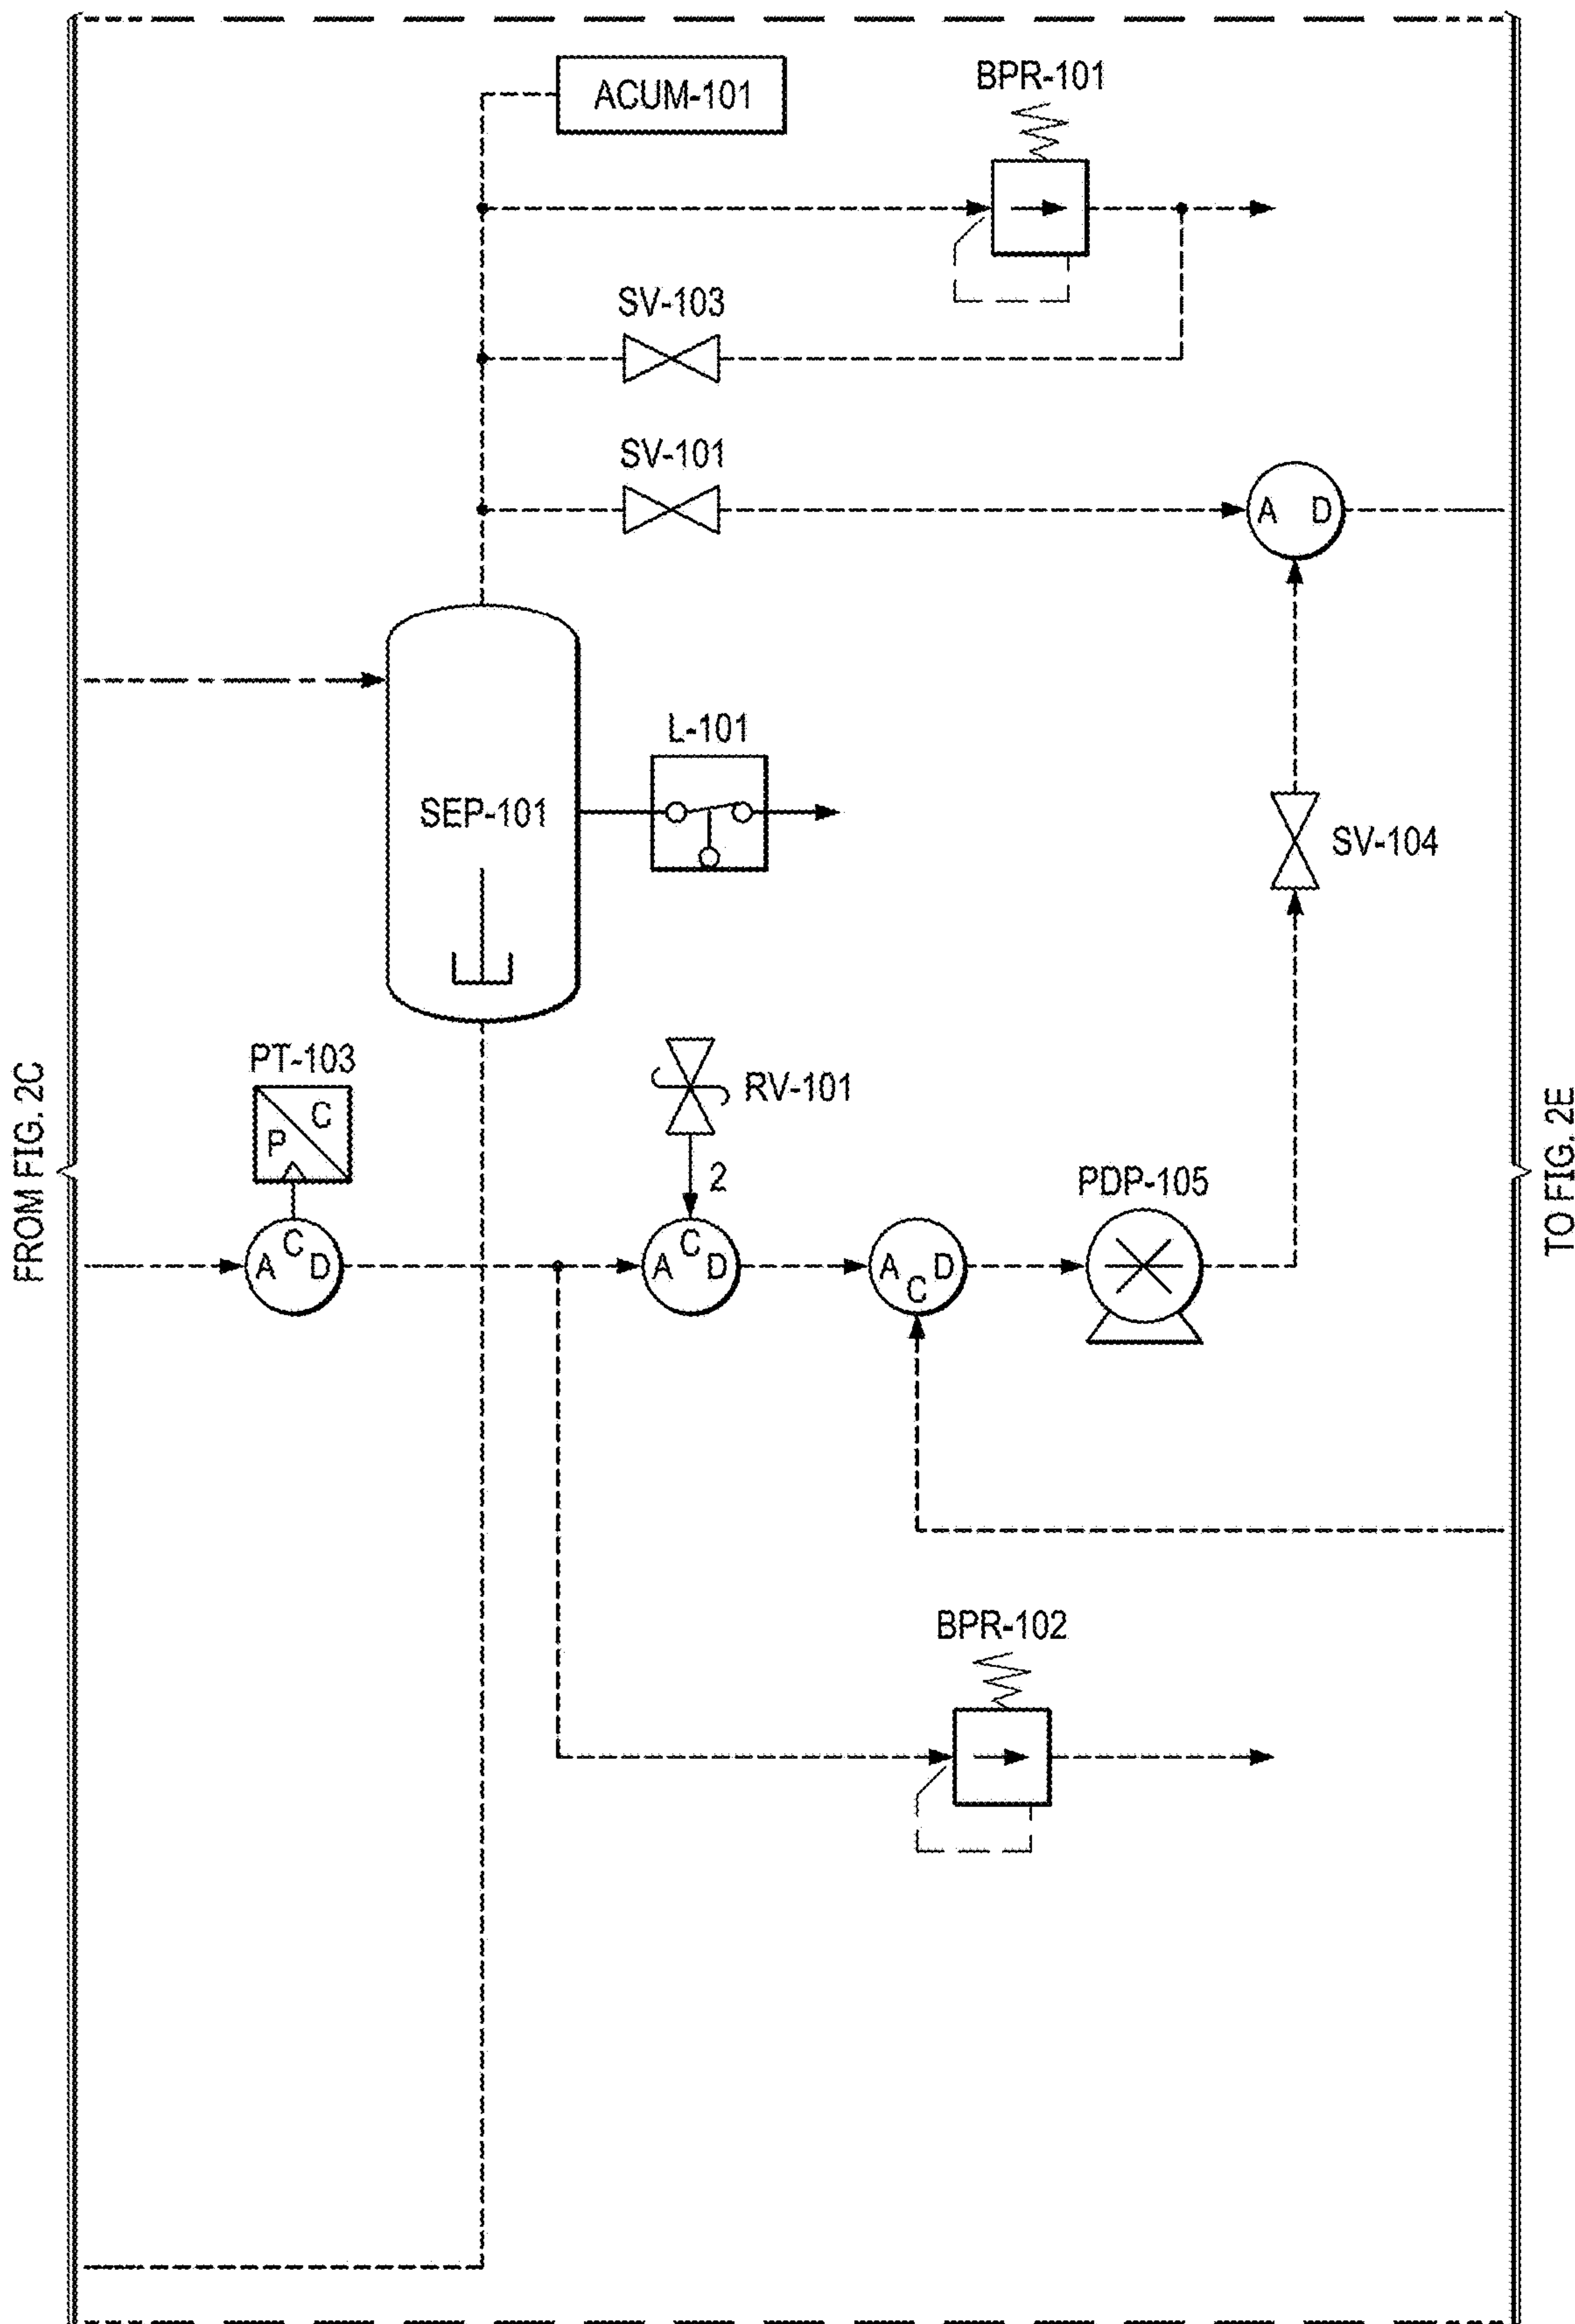 ACUM-101
BPR-101
SV-103
SV-101
A D
L-101
SEP-101
SV-104
PT-103
C
P
RV-101
2
PDP-105
A C D
A C D
A C D
FROM FIG. 2C
TO FIG. 2E
BPR-102